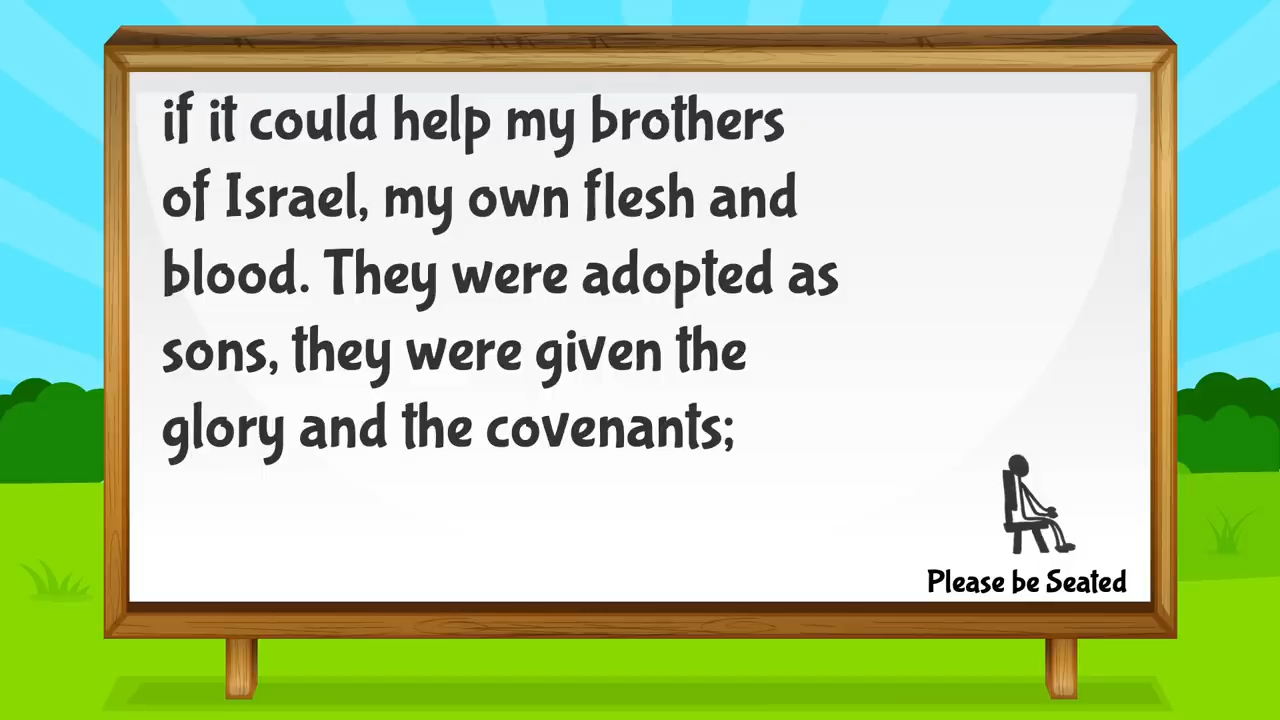 if it could help my brothers
of Israel, my own flesh and
blood. They were adopted as
sons, they were given the
glory and the covenants;
Please be Seated